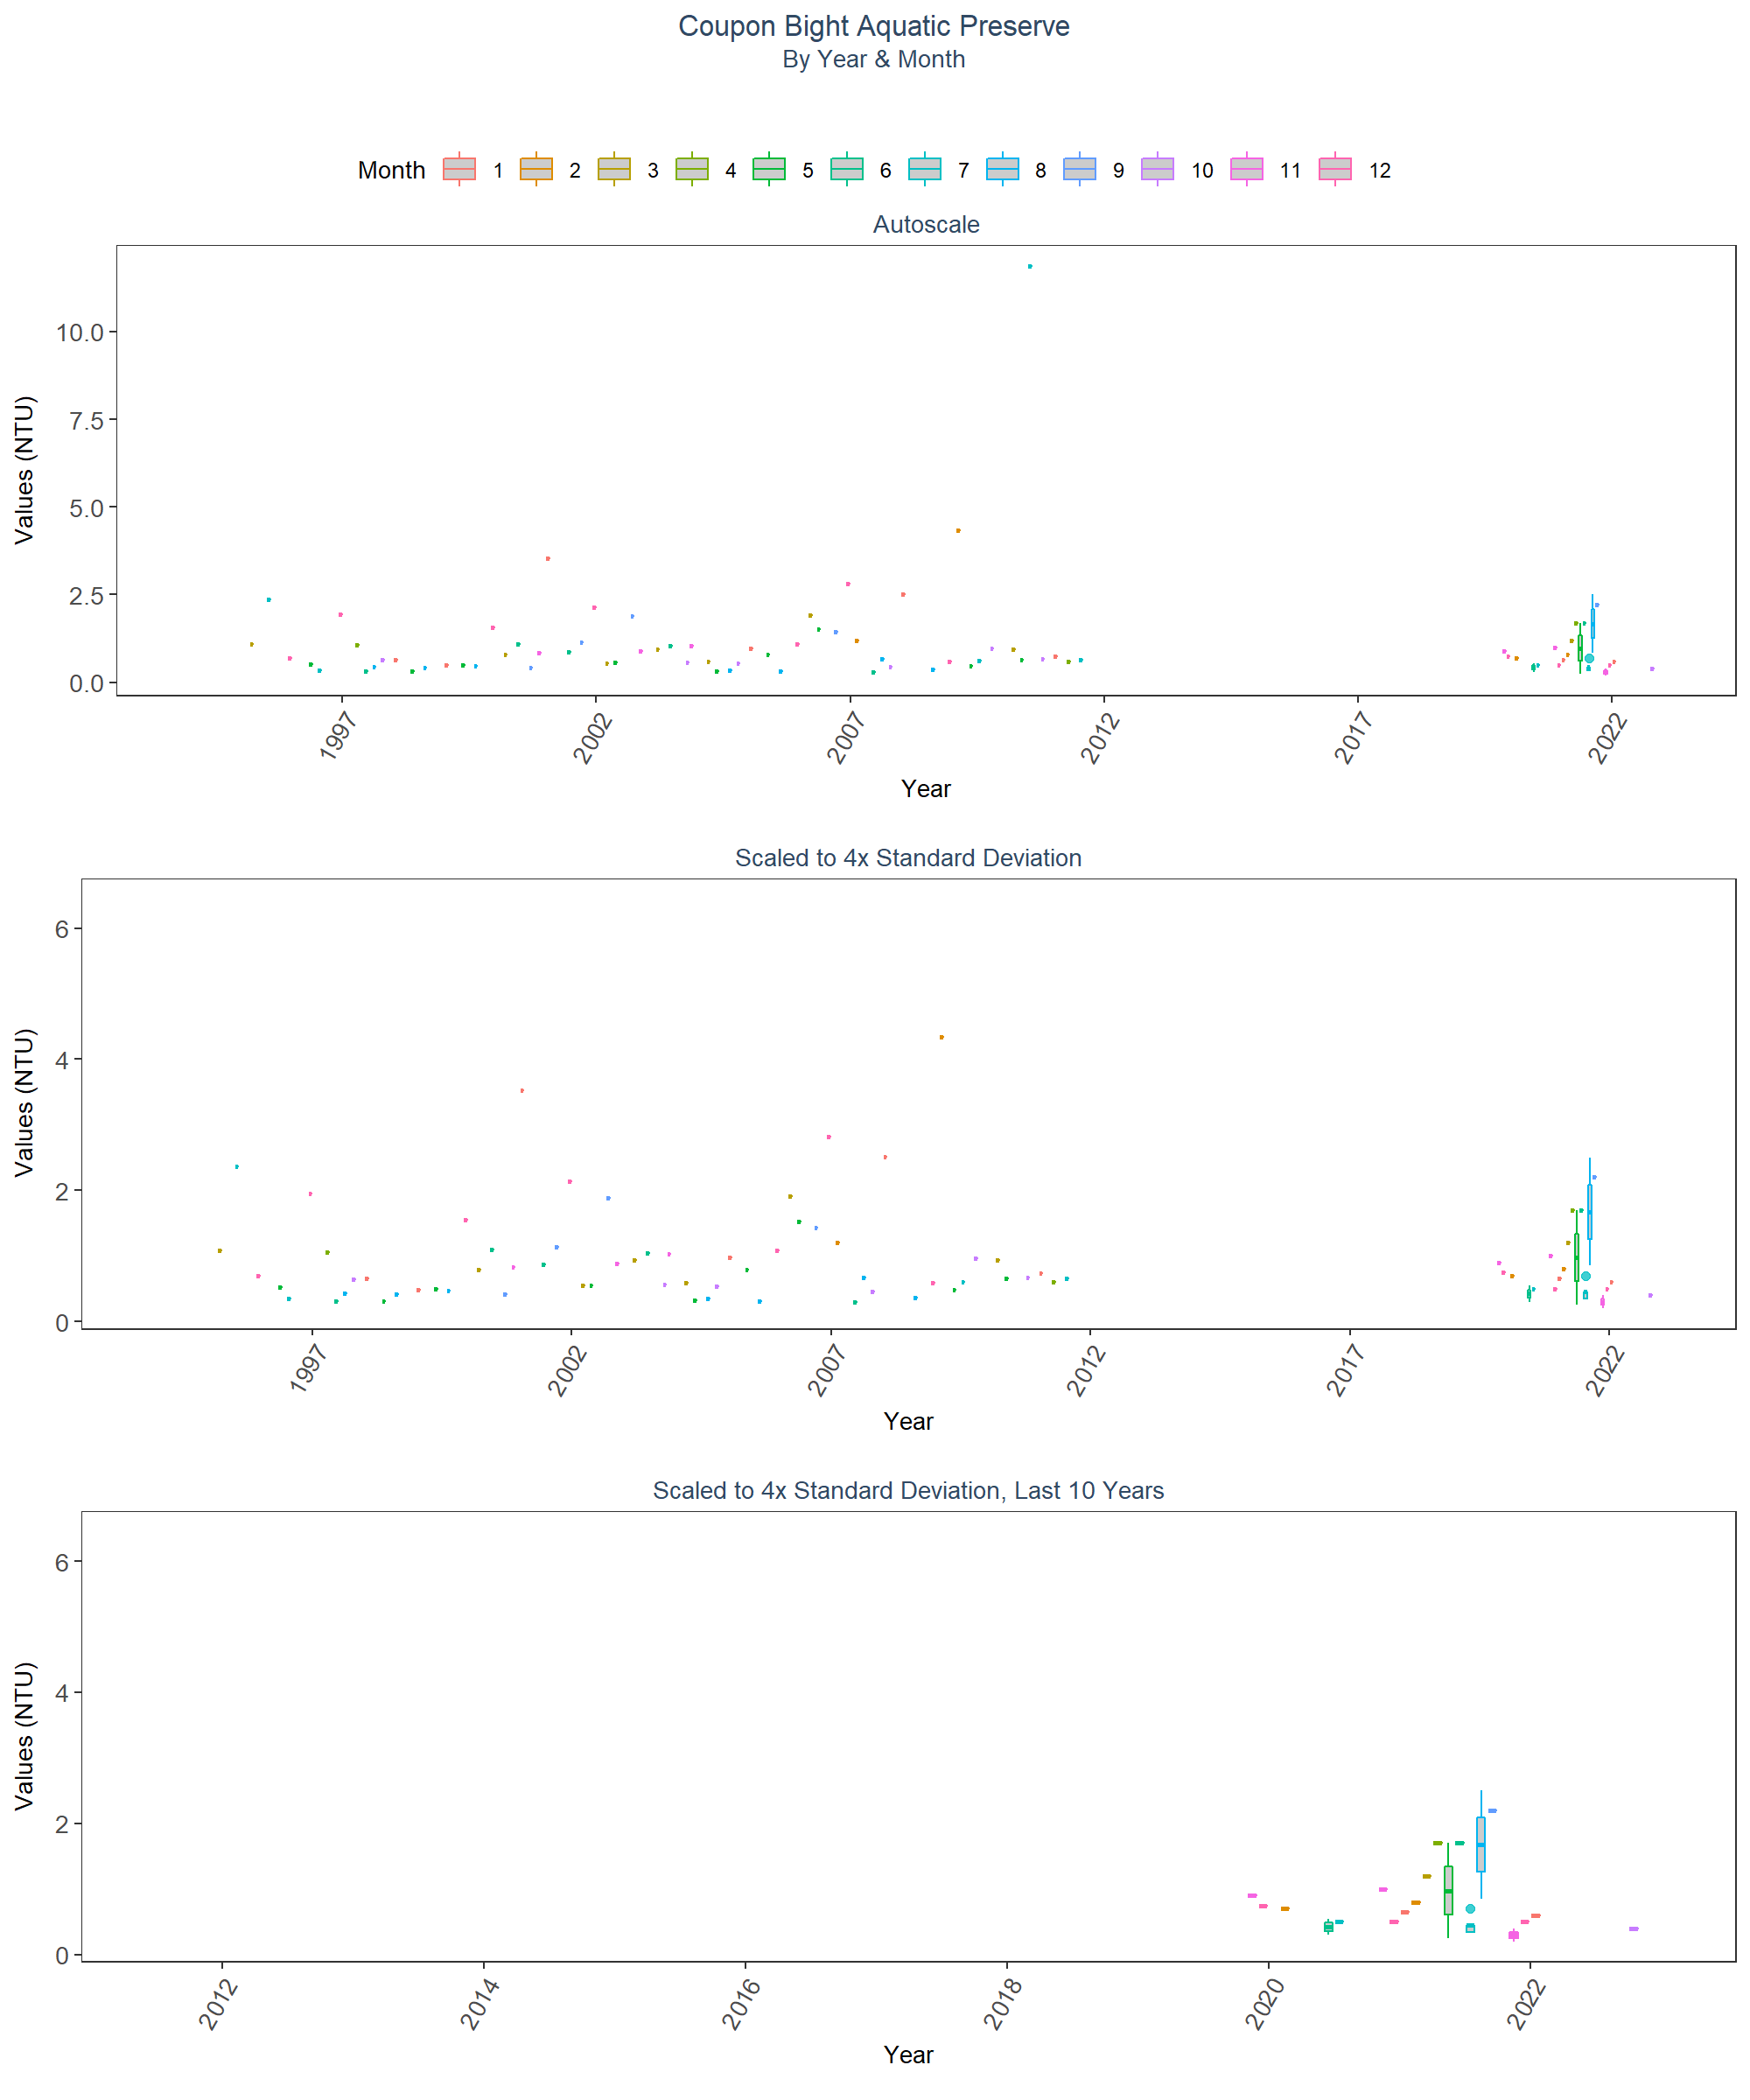 Coupon Bight Aquatic Preserve
By Year & Month
Month 1 2 3 4 5 6 7 8 9 10 11 12
Autoscale
Values (NTU)
10.0
7.5
5.0
2.5
0.0
1997 2002 2007 2012 2017 2022
Year
Scaled to 4x Standard Deviation
Values (NTU)
6
4
2
0
1997 2002 2007 2012 2017 2022
Year
Scaled to 4x Standard Deviation, Last 10 Years
Values (NTU)
6
4
2
0
2012 2014 2016 2018 2020 2022
Year